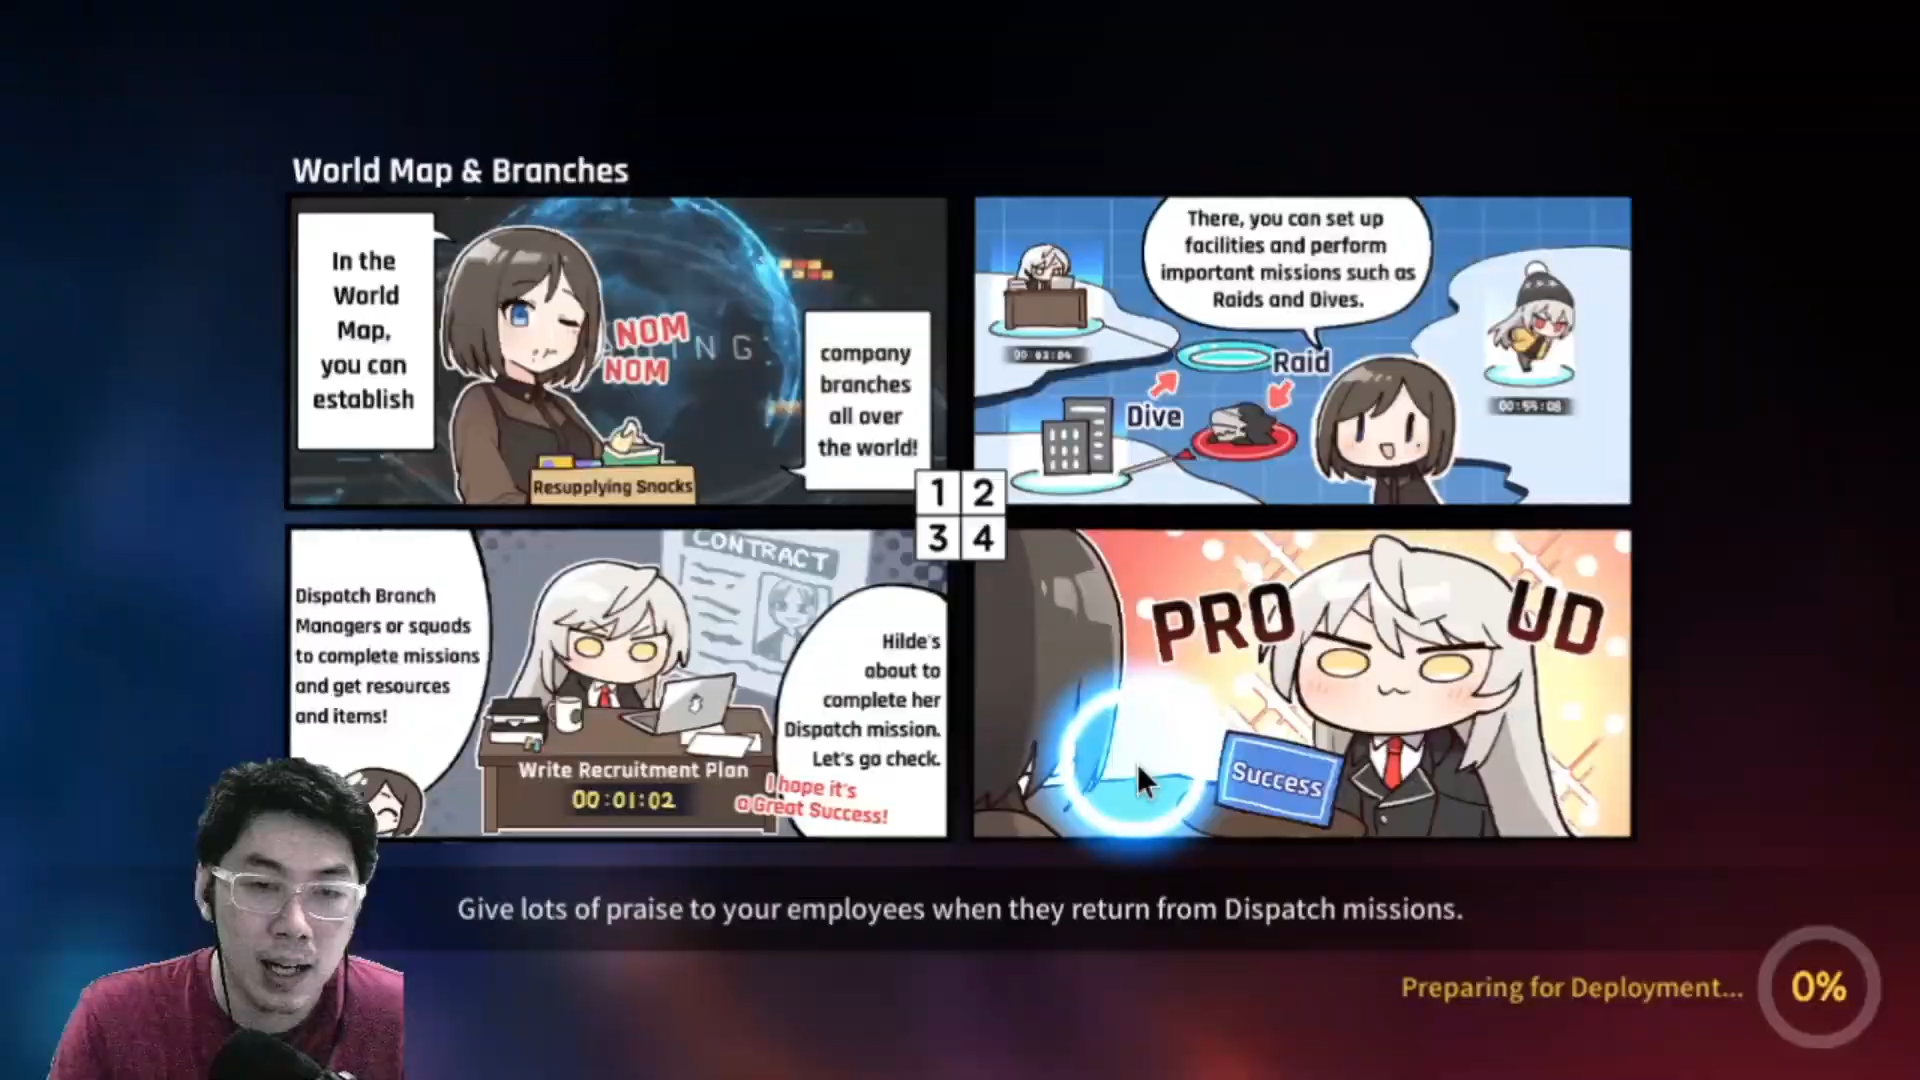 World Map & Branches
In the
World
Map,
you can
establish
NOM
NOM
company
branches
all over
the world!
Resupplying Snacks
There, you can set up
facilities and perform
important missions such as
Raids and Dives.
Raid
Dive
00:55:08
1 2
3 4
CONTRACT
Dispatch Branch
Managers or squads
to complete missions
and get resources
and items!
Hilde's
about to
complete her
Dispatch mission.
Let's go check.
Write Recruitment Plan
00:01:02
I hope it's
a Great Success!
PROUD
Success
Give lots of praise to your employees when they return from Dispatch missions.
Preparing for Deployment...
0%